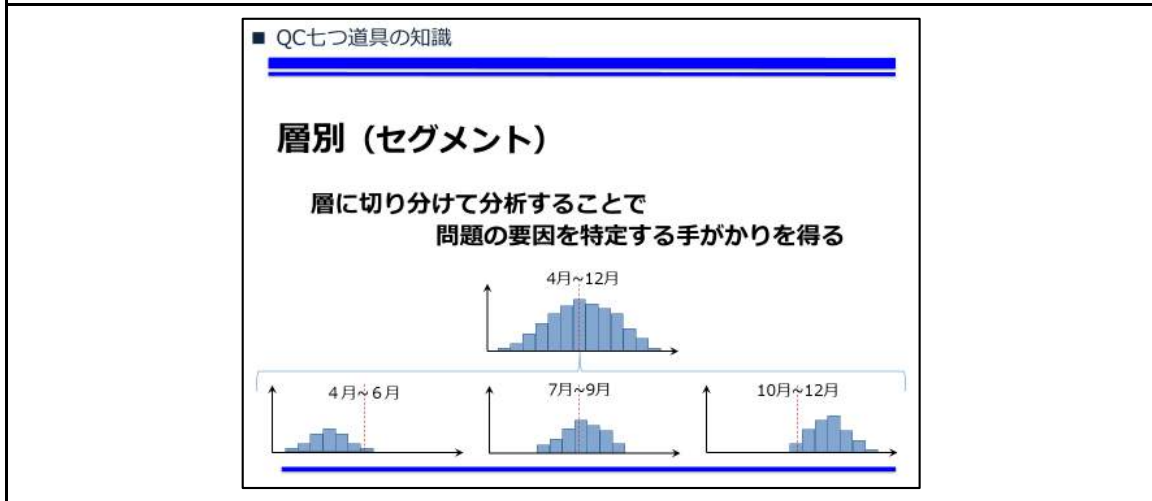 ■ QC七つ道具の知識
層別（セグメント）
層に切り分けて分析することで
問題の要因を特定する手がかりを得る
4月~12月
4月~6月
7月~9月
10月~12月